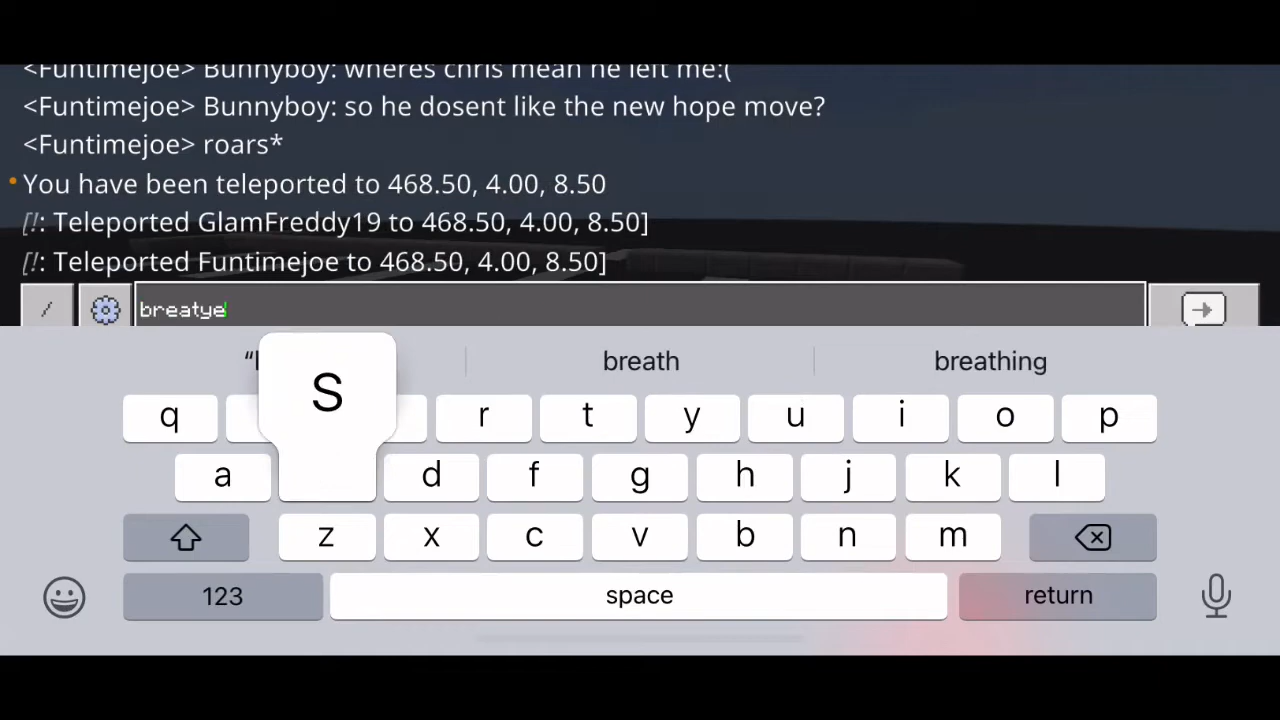 <Funtimejoe> Bunnyboy: wheres chris mean he left me:(
<Funtimejoe> Bunnyboy: so he dosent like the new hope move?
<Funtimejoe> roars*
You have been teleported to 468.50, 4.00, 8.50
[!: Teleported GlamFreddy19 to 468.50, 4.00, 8.50]
[!: Teleported Funtimejoe to 468.50, 4.00, 8.50]
/ breatye
breath breathing
S
q r t y u i o p
a d f g h j k l
z x c v b n m
123 space return